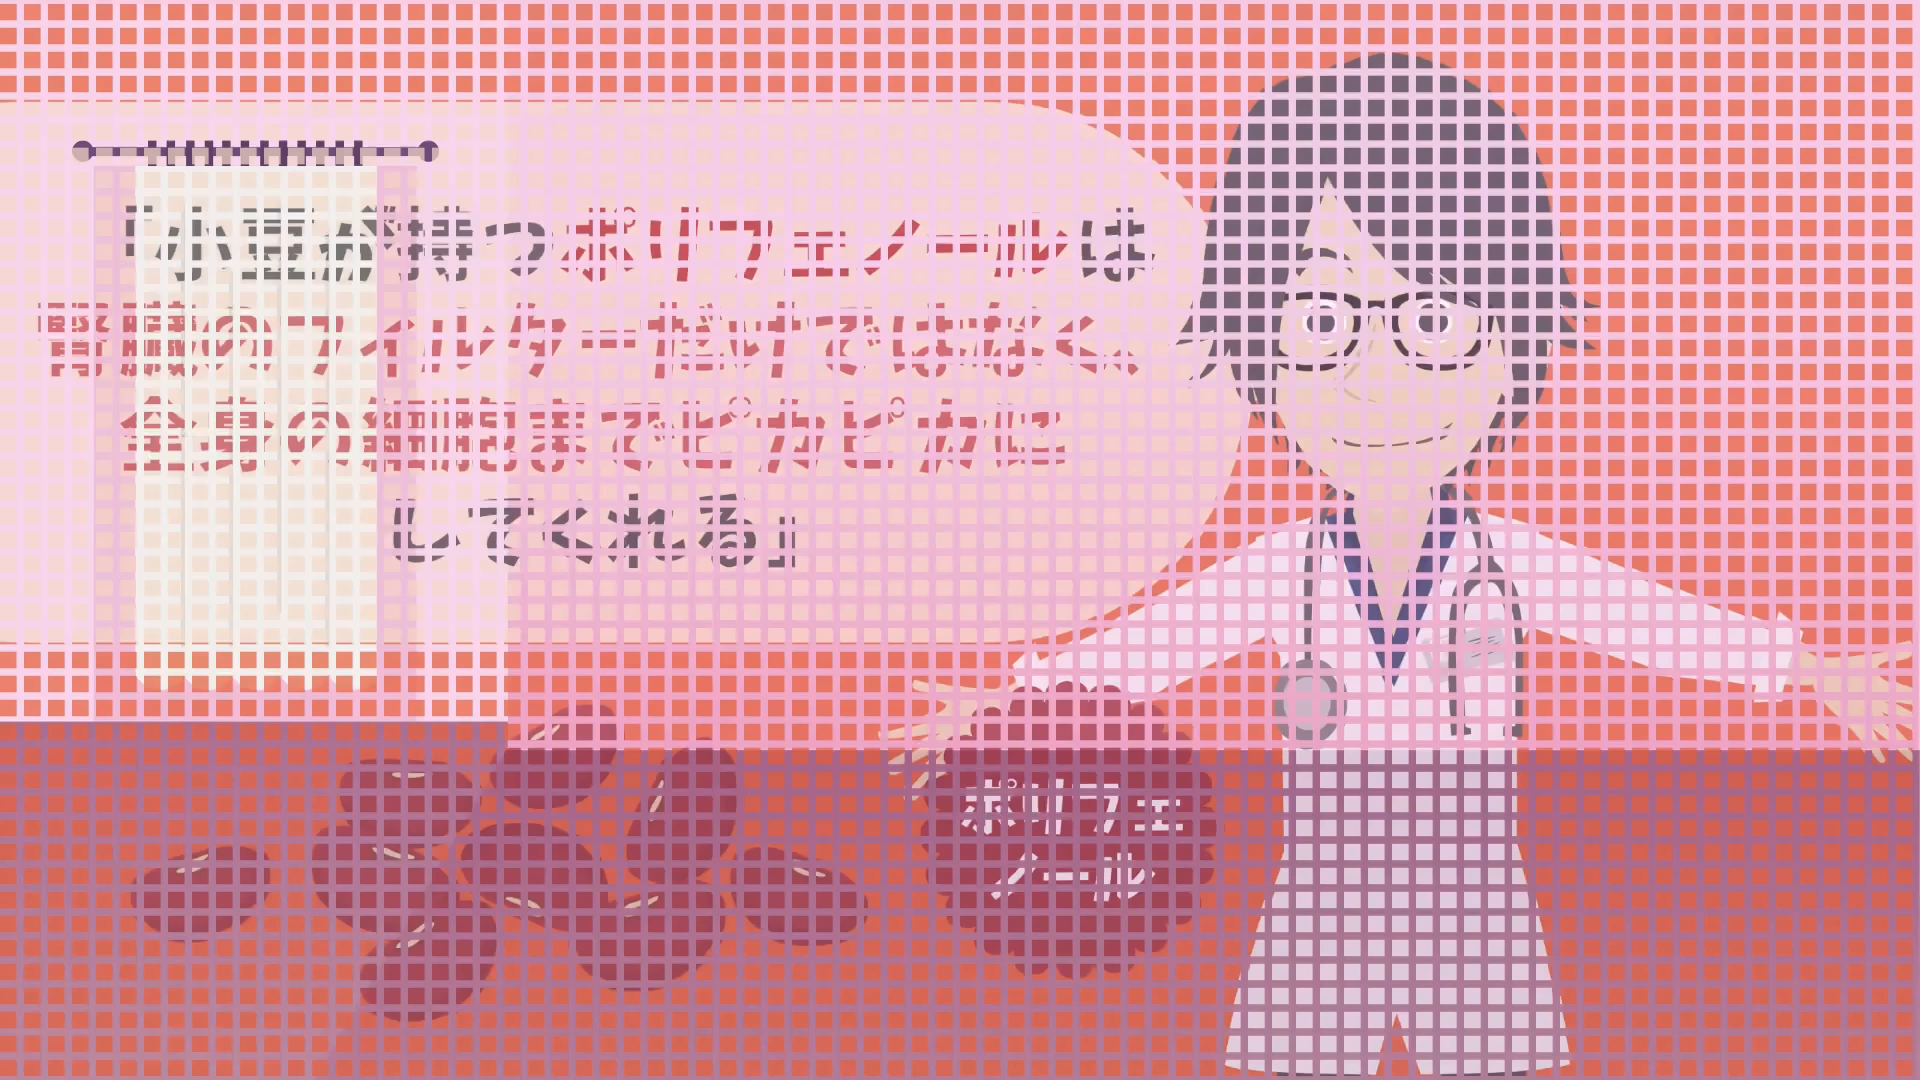 「小豆が持つポリフェノールは
腎臓のフィルターだけではなく
全身の細胞までピカピカに
してくれる」
ポリフェ
ノール